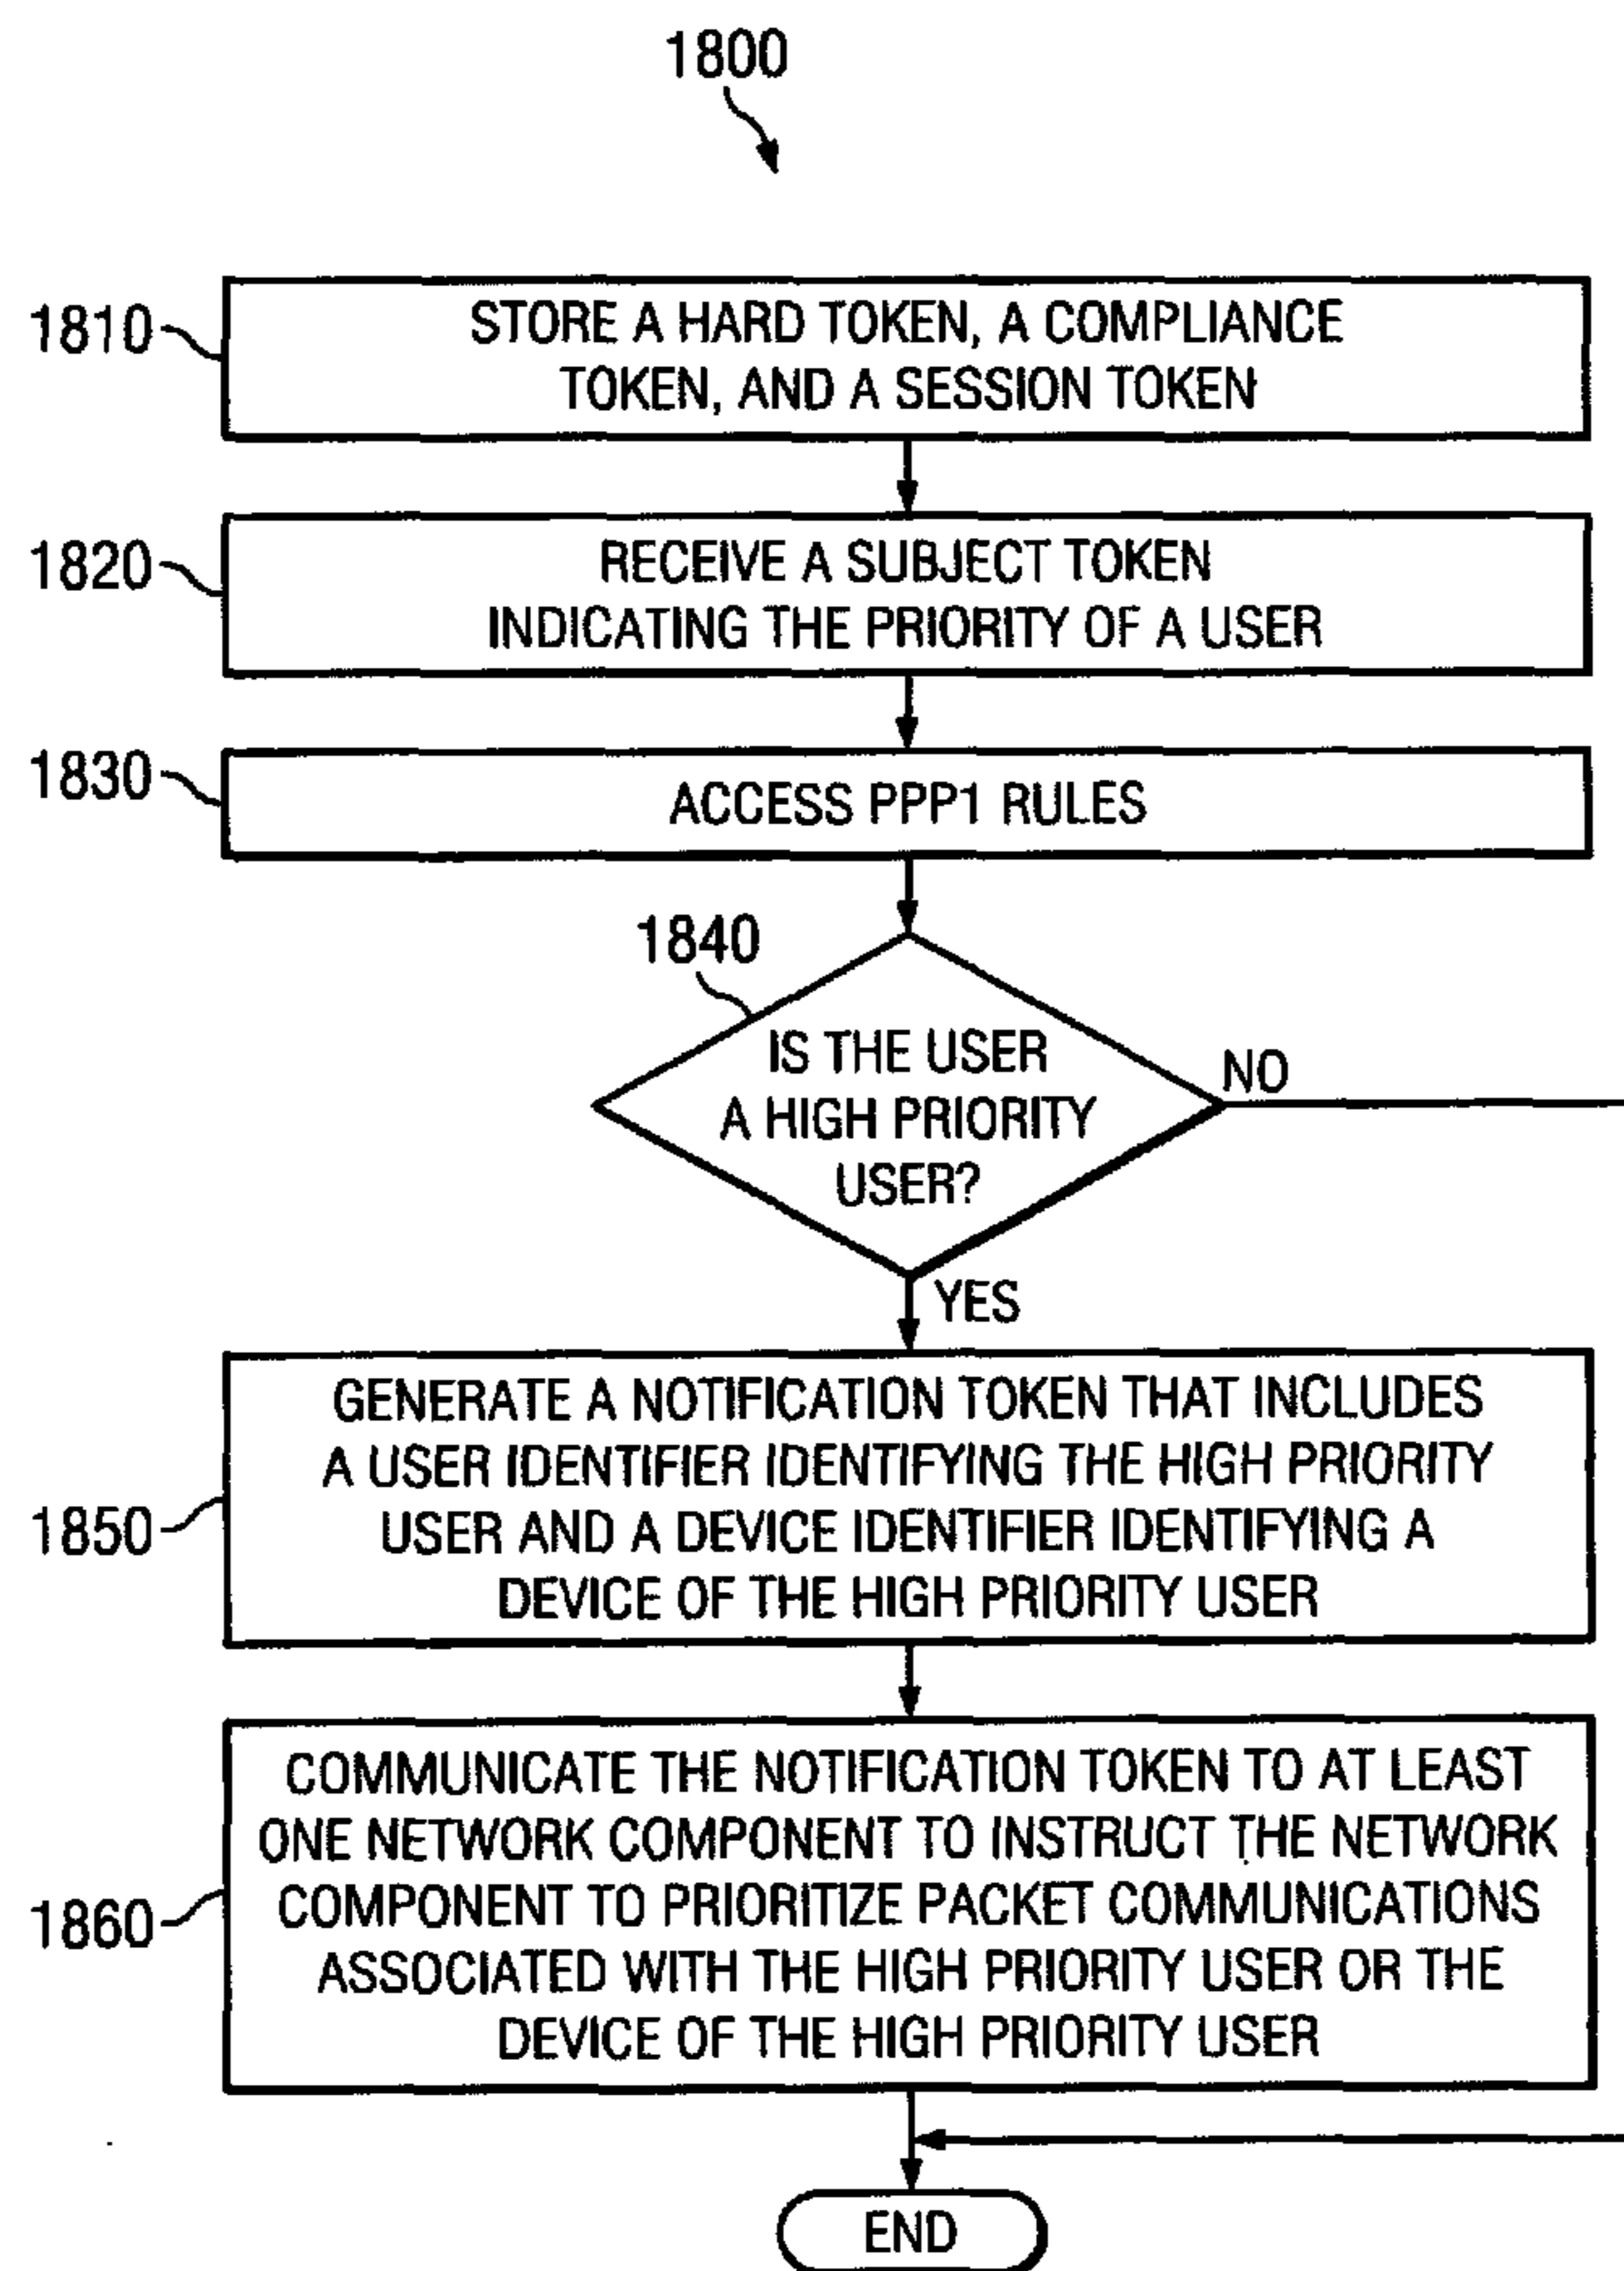 1800
1810
STORE A HARD TOKEN, A COMPLIANCE
TOKEN, AND A SESSION TOKEN
1820
RECEIVE A SUBJECT TOKEN
INDICATING THE PRIORITY OF A USER
1830
ACCESS PPP1 RULES
1840
IS THE USER
A HIGH PRIORITY
USER?
NO
YES
1850
GENERATE A NOTIFICATION TOKEN THAT INCLUDES
A USER IDENTIFIER IDENTIFYING THE HIGH PRIORITY
USER AND A DEVICE IDENTIFIER IDENTIFYING A
DEVICE OF THE HIGH PRIORITY USER
1860
COMMUNICATE THE NOTIFICATION TOKEN TO AT LEAST
ONE NETWORK COMPONENT TO INSTRUCT THE NETWORK
COMPONENT TO PRIORITIZE PACKET COMMUNICATIONS
ASSOCIATED WITH THE HIGH PRIORITY USER OR THE
DEVICE OF THE HIGH PRIORITY USER
END